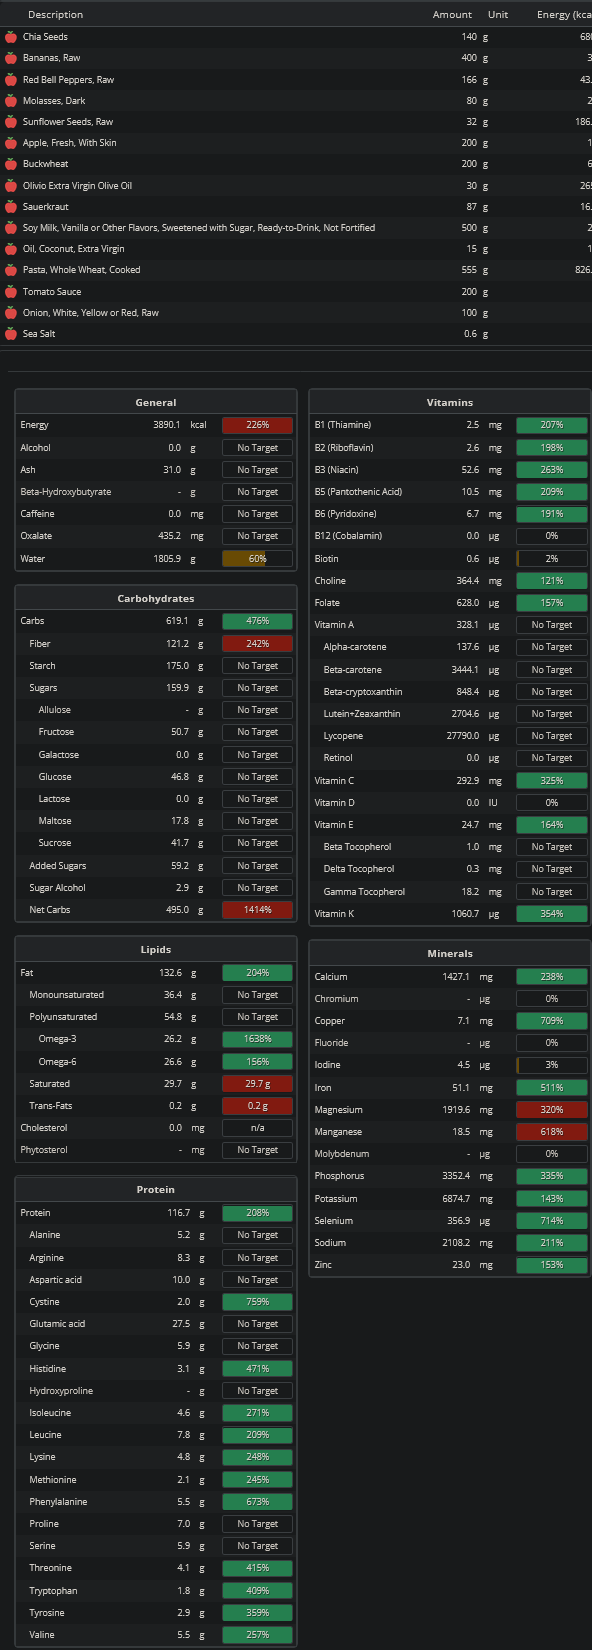 Description Amount Unit Energy (kca
Chia Seeds 140 g 680
Bananas, Raw 400 g 3
Red Bell Peppers, Raw 166 g 43.
Molasses, Dark 80 g 2
Sunflower Seeds, Raw 32 g 186.
Apple, Fresh, With Skin 200 g 1
Buckwheat 200 g 6
Olivio Extra Virgin Olive Oil 30 g 265
Sauerkraut 87 g 16.
Soy Milk, Vanilla or Other Flavors, Sweetened with Sugar, Ready-to-Drink, Not Fortified 500 g 2
Oil, Coconut, Extra Virgin 15 g 1
Pasta, Whole Wheat, Cooked 555 g 826.
Tomato Sauce 200 g
Onion, White, Yellow or Red, Raw 100 g
Sea Salt 0.6 g
General
Energy 3890.1 kcal 226%
Alcohol 0.0 g No Target
Ash 31.0 g No Target
Beta-Hydroxybutyrate - g No Target
Caffeine 0.0 mg No Target
Oxalate 435.2 mg No Target
Water 1805.9 g 60%
Carbohydrates
Carbs 619.1 g 476%
Fiber 121.2 g 242%
Starch 175.0 g No Target
Sugars 159.9 g No Target
Allulose - g No Target
Fructose 50.7 g No Target
Galactose 0.0 g No Target
Glucose 46.8 g No Target
Lactose 0.0 g No Target
Maltose 17.8 g No Target
Sucrose 41.7 g No Target
Added Sugars 59.2 g No Target
Sugar Alcohol 2.9 g No Target
Net Carbs 495.0 g 1414%
Lipids
Fat 132.6 g 204%
Monounsaturated 36.4 g No Target
Polyunsaturated 54.8 g No Target
Omega-3 26.2 g 1638%
Omega-6 26.6 g 156%
Saturated 29.7 g 29.7 g
Trans-Fats 0.2 g 0.2 g
Cholesterol 0.0 mg n/a
Phytosterol - mg No Target
Protein
Protein 116.7 g 208%
Alanine 5.2 g No Target
Arginine 8.3 g No Target
Aspartic acid 10.0 g No Target
Cystine 2.0 g 759%
Glutamic acid 27.5 g No Target
Glycine 5.9 g No Target
Histidine 3.1 g 471%
Hydroxyproline - g No Target
Isoleucine 4.6 g 271%
Leucine 7.8 g 209%
Lysine 4.8 g 248%
Methionine 2.1 g 245%
Phenylalanine 5.5 g 673%
Proline 7.0 g No Target
Serine 5.9 g No Target
Threonine 4.1 g 415%
Tryptophan 1.8 g 409%
Tyrosine 2.9 g 359%
Valine 5.5 g 257%
Vitamins
B1 (Thiamine) 2.5 mg 207%
B2 (Riboflavin) 2.6 mg 198%
B3 (Niacin) 52.6 mg 263%
B5 (Pantothenic Acid) 10.5 mg 209%
B6 (Pyridoxine) 6.7 mg 191%
B12 (Cobalamin) 0.0 µg 0%
Biotin 0.6 µg 2%
Choline 364.4 mg 121%
Folate 628.0 µg 157%
Vitamin A 328.1 µg No Target
Alpha-carotene 137.6 µg No Target
Beta-carotene 3444.1 µg No Target
Beta-cryptoxanthin 848.4 µg No Target
Lutein+Zeaxanthin 2704.6 µg No Target
Lycopene 27790.0 µg No Target
Retinol 0.0 µg No Target
Vitamin C 292.9 mg 325%
Vitamin D 0.0 IU 0%
Vitamin E 24.7 mg 164%
Beta Tocopherol 1.0 mg No Target
Delta Tocopherol 0.3 mg No Target
Gamma Tocopherol 18.2 mg No Target
Vitamin K 1060.7 µg 354%
Minerals
Calcium 1427.1 mg 238%
Chromium - µg 0%
Copper 7.1 mg 709%
Fluoride - µg 0%
Iodine 4.5 µg 3%
Iron 51.1 mg 511%
Magnesium 1919.6 mg 320%
Manganese 18.5 mg 618%
Molybdenum - µg 0%
Phosphorus 3352.4 mg 335%
Potassium 6874.7 mg 143%
Selenium 356.9 µg 714%
Sodium 2108.2 mg 211%
Zinc 23.0 mg 153%